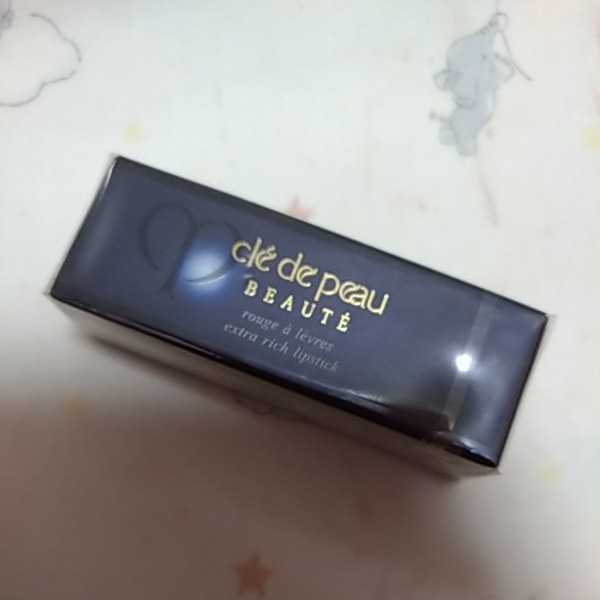 clé de peau
BEAUTÉ
rouge à lèvres
extra rich lipstick